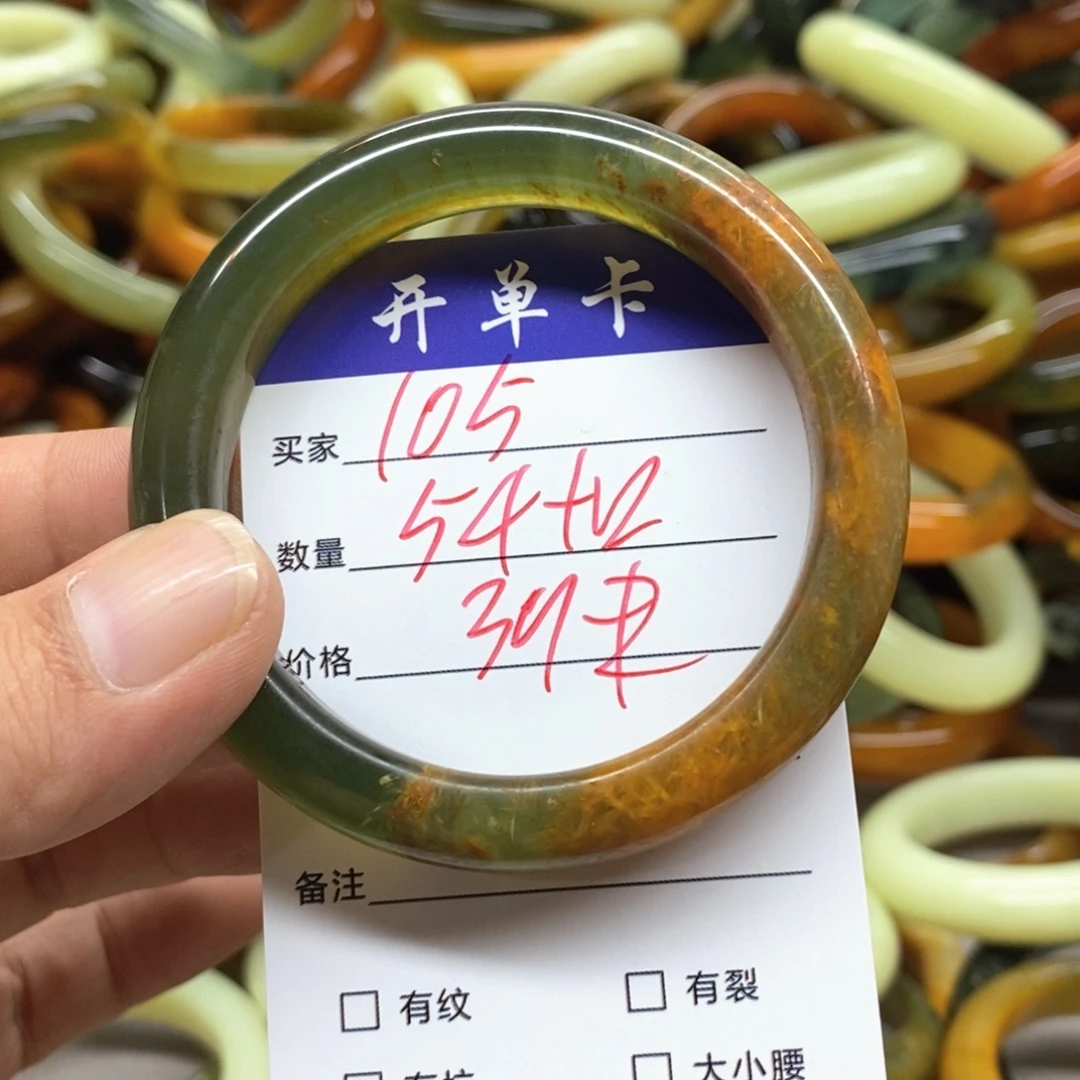 开单卡
买家 105
数量 54
价格 39
备注
□ 有纹 □ 有裂
□ 大小腰